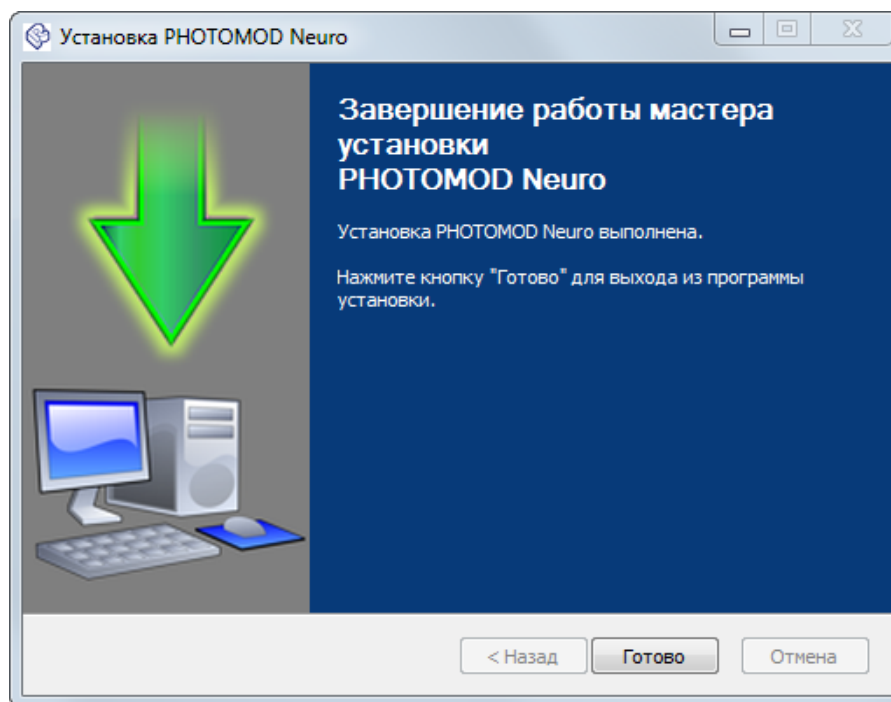 Установка PHOTOMOD Neuro
Завершение работы мастера
установки
PHOTOMOD Neuro
Установка PHOTOMOD Neuro выполнена.
Нажмите кнопку "Готово" для выхода из программы
установки.
< Назад Готово Отмена